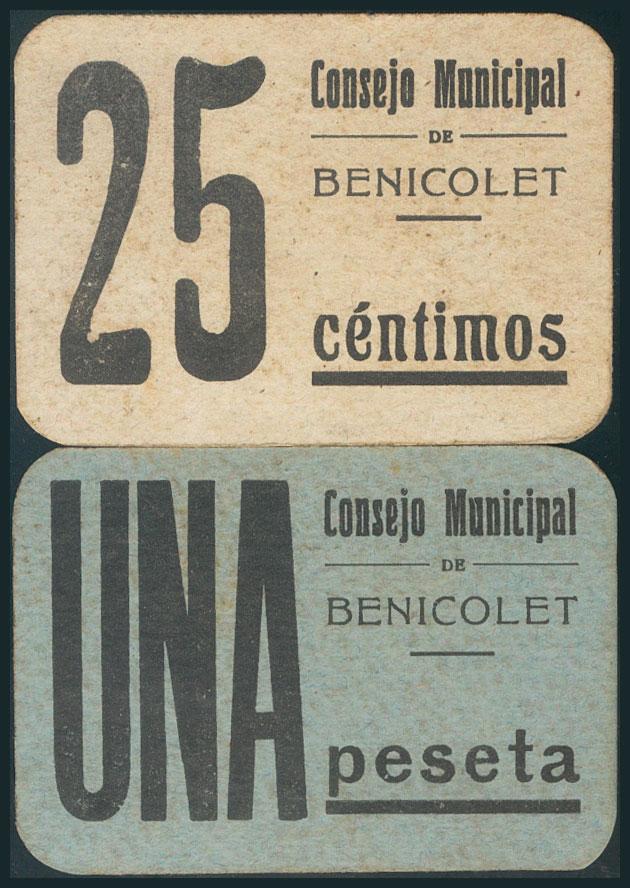 25
Consejo Municipal
DE
BENICOLET
céntimos
UNA
Consejo Municipal
DE
BENICOLET
peseta